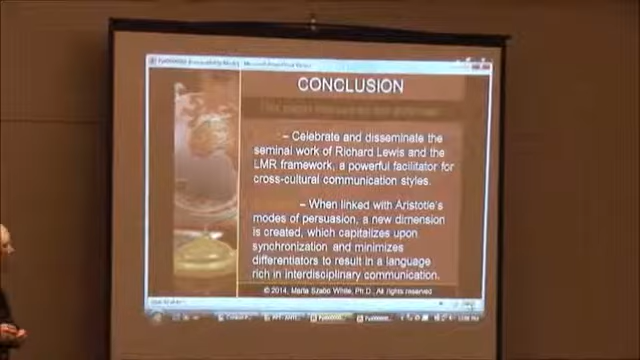 CONCLUSION
– Celebrate and disseminate the
seminal work of Richard Lewis and the
LMR framework, a powerful facilitator for
cross-cultural communication styles.
– When linked with Aristotle's
modes of persuasion, a new dimension
is created, which capitalizes upon
synchronization and minimizes
differentiators to result in a language
rich in interdisciplinary communication.
© 2014, Marta Szabo White, Ph.D., All rights reserved